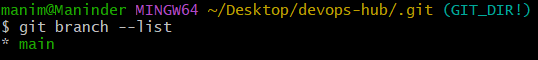 manim@Maninder MINGW64 ~/Desktop/devops-hub/.git (GIT_DIR!)
$ git branch --list
* main